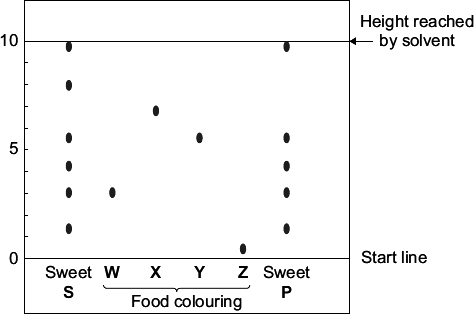 Height reached
by solvent
10
5
0
Start line
Sweet S
W
X
Y
Z
Sweet P
Food colouring